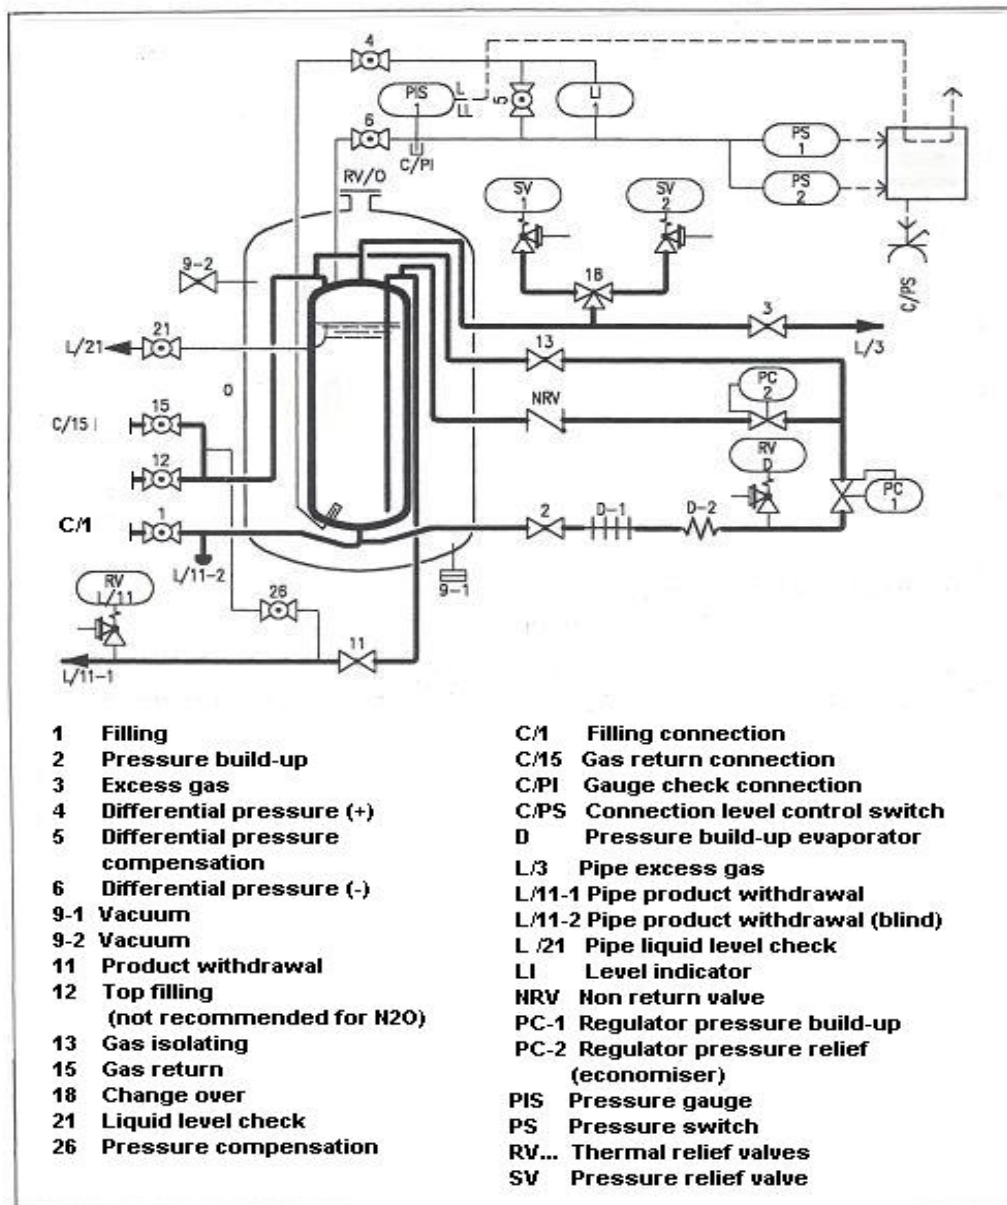 4
L
LL
PIS
1
5
LI
1
6
C/PI
PS
1
PS
2
RV/O
SV
1
SV
2
C/PS
9-2
18
3
L/3
21
L/21
13
O
PC
2
NRV
15
C/15
RV
D
12
PC
1
C/1
1
2
D-1
D-2
L/11-2
9-1
RV
L/11
26
11
L/11-1
1 Filling
2 Pressure build-up
3 Excess gas
4 Differential pressure (+)
5 Differential pressure
compensation
6 Differential pressure (-)
9-1 Vacuum
9-2 Vacuum
11 Product withdrawal
12 Top filling
(not recommended for N2O)
13 Gas isolating
15 Gas return
18 Change over
21 Liquid level check
26 Pressure compensation
C/1 Filling connection
C/15 Gas return connection
C/PI Gauge check connection
C/PS Connection level control switch
D Pressure build-up evaporator
L/3 Pipe excess gas
L/11-1 Pipe product withdrawal
L/11-2 Pipe product withdrawal (blind)
L /21 Pipe liquid level check
LI Level indicator
NRV Non return valve
PC-1 Regulator pressure build-up
PC-2 Regulator pressure relief
(economiser)
PIS Pressure gauge
PS Pressure switch
RV... Thermal relief valves
SV Pressure relief valve